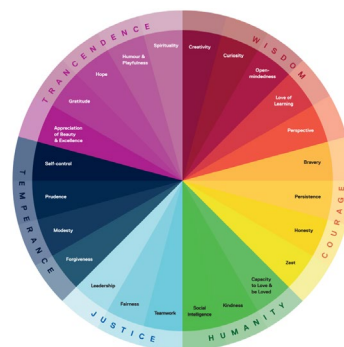 TRANCENDENCE
WISDOM
COURAGE
HUMANITY
JUSTICE
TEMPERANCE
Creativity
Curiosity
Open-
mindedness
Love of
Learning
Perspective
Bravery
Persistence
Honesty
Zest
Capacity
to Love &
be Loved
Kindness
Social
Intelligence
Teamwork
Fairness
Leadership
Forgiveness
Modesty
Prudence
Self-control
Appreciation
of Beauty
& Excellence
Gratitude
Hope
Humour &
Playfulness
Spirituality